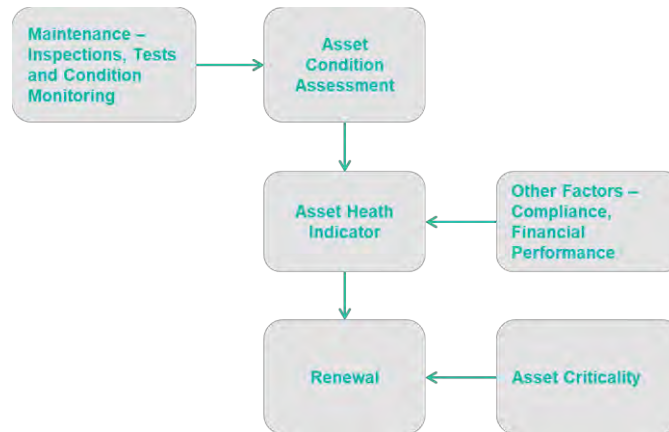 Maintenance –
Inspections, Tests
and Condition
Monitoring
Asset
Condition
Assessment
Asset Heath
Indicator
Other Factors –
Compliance,
Financial
Performance
Renewal
Asset Criticality